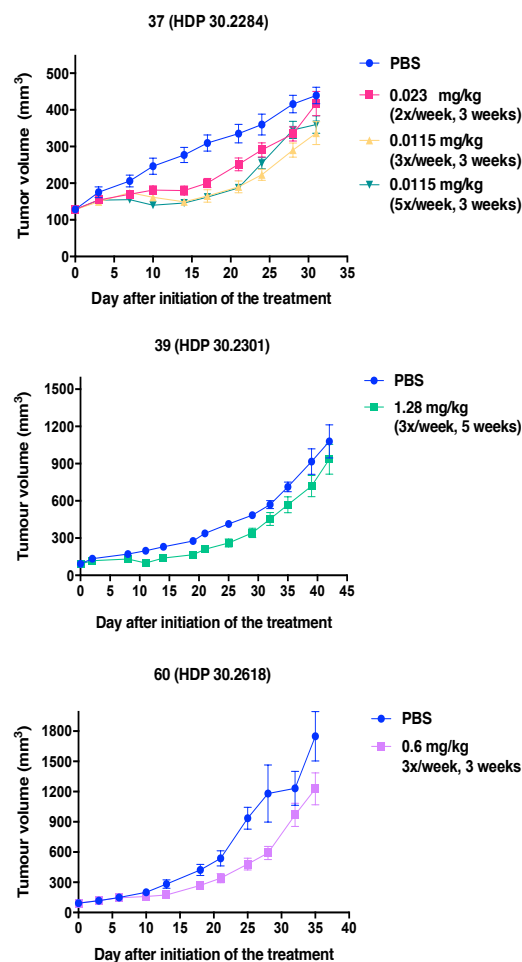 37 (HDP 30.2284)
Tumor volume (mm³)
500
400
300
200
100
0
0 5 10 15 20 25 30 35
Day after initiation of the treatment
PBS
0.023 mg/kg
(2x/week, 3 weeks)
0.0115 mg/kg
(3x/week, 3 weeks)
0.0115 mg/kg
(5x/week, 3 weeks)
39 (HDP 30.2301)
Tumour volume (mm³)
1500
1200
900
600
300
0
0 5 10 15 20 25 30 35 40 45
Day after initiation of the treatment
PBS
1.28 mg/kg
(3x/week, 5 weeks)
60 (HDP 30.2618)
Tumour volume (mm³)
1800
1500
1200
900
600
300
0
0 5 10 15 20 25 30 35 40
Day after initiation of the treatment
PBS
0.6 mg/kg
3x/week, 3 weeks